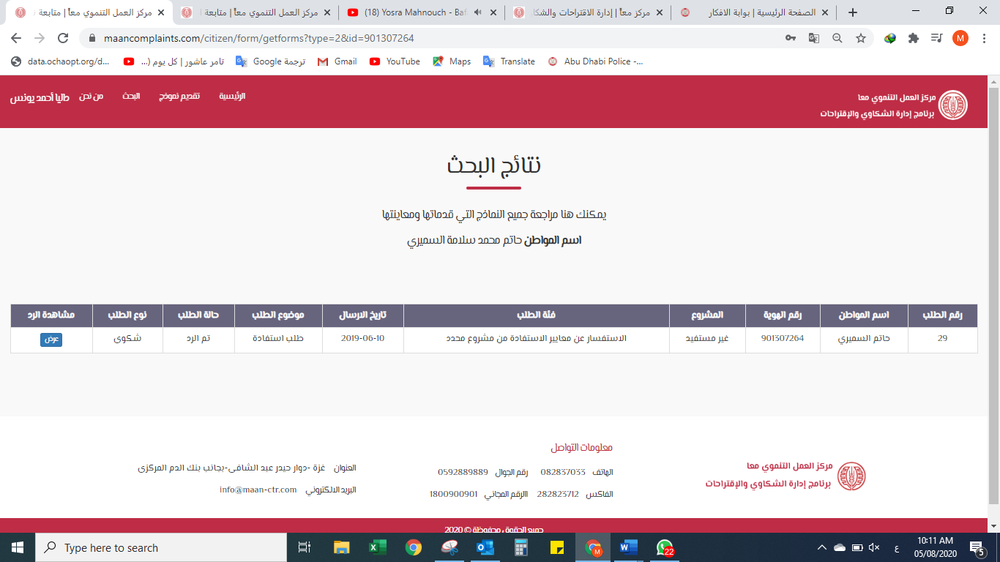 مركز العمل التنموي معاً | متابعة
مركز العمل التنموي معاً | متابعة ا
(18) Yosra Mahnouch - Baf
مركز معاً | إدارة الاقتراحات والشكاو
الصفحة الرئيسية | بوابة الافكار
maancomplaints.com/citizen/form/getforms?type=2&id=901307264
M
data.ochaopt.org/d...
تامر عاشور | كل يوم (...
ترجمة Google
Gmail
YouTube
Maps
Translate
Abu Dhabi Police -...
مركز العمل التنموي معا
برنامج إدارة الشكاوي والإقتراحات
الرئيسية
تقديم نموذج
البحث
من نحن
داليا أحمد يونس
نتائج البحث
يمكنك هنا مراجعة جميع النماذج التي قدماتها ومعاينتها
اسم المواطن حاتم محمد سلامة السميري
رقم الطلب اسم المواطن رقم الهوية المشروع فئة الطلب تاريخ الارسال موضوع الطلب حالة الطلب نوع الطلب مشاهدة الرد
29 حاتم السميري 901307264 غير مستفيد الاستفسار عن معايير الاستفادة من مشروع محدد 2019-06-10 طلب استفادة تم الرد شكوى عرض
مركز العمل التنموي معا
برنامج إدارة الشكاوي والإقتراحات
معلومات التواصل
الهاتف 082837033 رقم الجوال 0592889889
الفاكس 282823712 االرقم المجاني 1800900901
العنوان غزة -دوار حيدر عبد الشافى-بجانب بنك الدم المركزى
البريد الالكتروني info@maan-ctr.com
جميع الحقوق محفوظة © 2020
Type here to search
M
22
ع
10:11 AM
05/08/2020
5